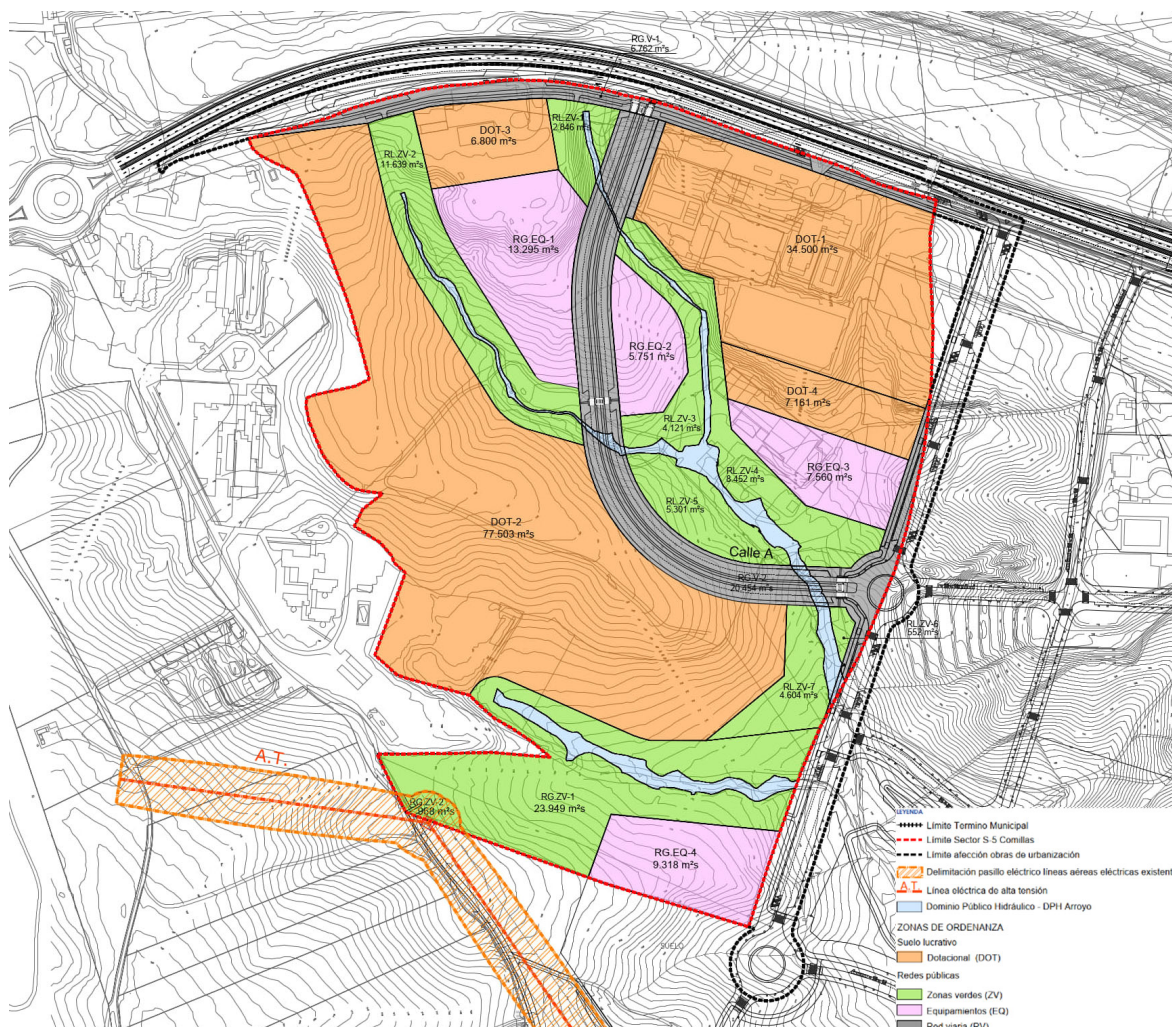 RG.V-1
6.762 m²s
DOT-3
6.800 m²s
RL.ZV-1
2.846 m²s
RL.ZV-2
11.639 m²s
RG.EQ-1
13.295 m²s
DOT-1
34.500 m²s
RG.EQ-2
5.751 m²s
DOT-4
7.161 m²s
RL.ZV-3
4.121 m²s
RG.EQ-3
7.560 m²s
RL.ZV-4
8.452 m²s
RL.ZV-5
5.301 m²s
DOT-2
77.503 m²s
Calle A
RG.V-2
20.454 m²s
RL.ZV-6
552 m²s
RL.ZV-7
4.604 m²s
A.T.
RG.ZV-1
23.949 m²s
RG.ZV-2
968 m²s
RG.EQ-4
9.318 m²s
SUELO
LEYENDA
Límite Termino Municipal
Límite Sector S-5 Comillas
Límite afección obras de urbanización
Delimitación pasillo eléctrico líneas aéreas eléctricas existent
A.T. Línea eléctrica de alta tensión
Dominio Público Hidráulico - DPH Arroyo
ZONAS DE ORDENANZA
Suelo lucrativo
Dotacional (DOT)
Redes públicas
Zonas verdes (ZV)
Equipamientos (EQ)
Red viaria (RV)